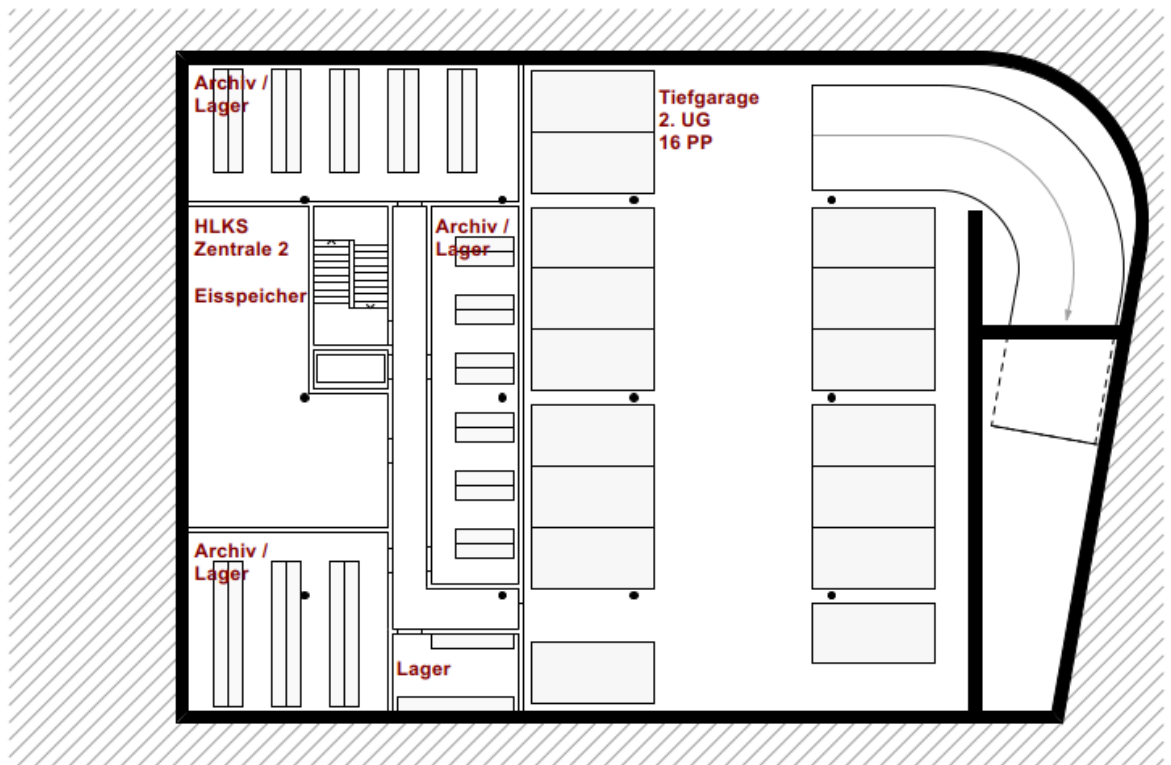 Archiv /
Lager
Tiefgarage
2. UG
16 PP
HLKS
Zentrale 2
Eisspeicher
Archiv /
Lager
Archiv /
Lager
Lager